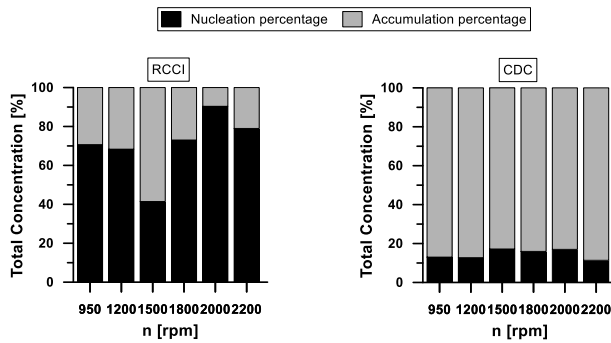 Nucleation percentage Accumulation percentage
RCCI
Total Concentration [%]
100
80
60
40
20
0
950 1200 1500 1800 2000 2200
n [rpm]
CDC
Total Concentration [%]
100
80
60
40
20
0
950 1200 1500 1800 2000 2200
n [rpm]